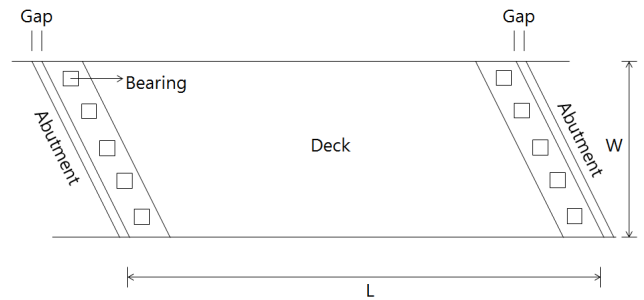 Gap
Gap
Bearing
Abutment
Deck
Abutment
W
L